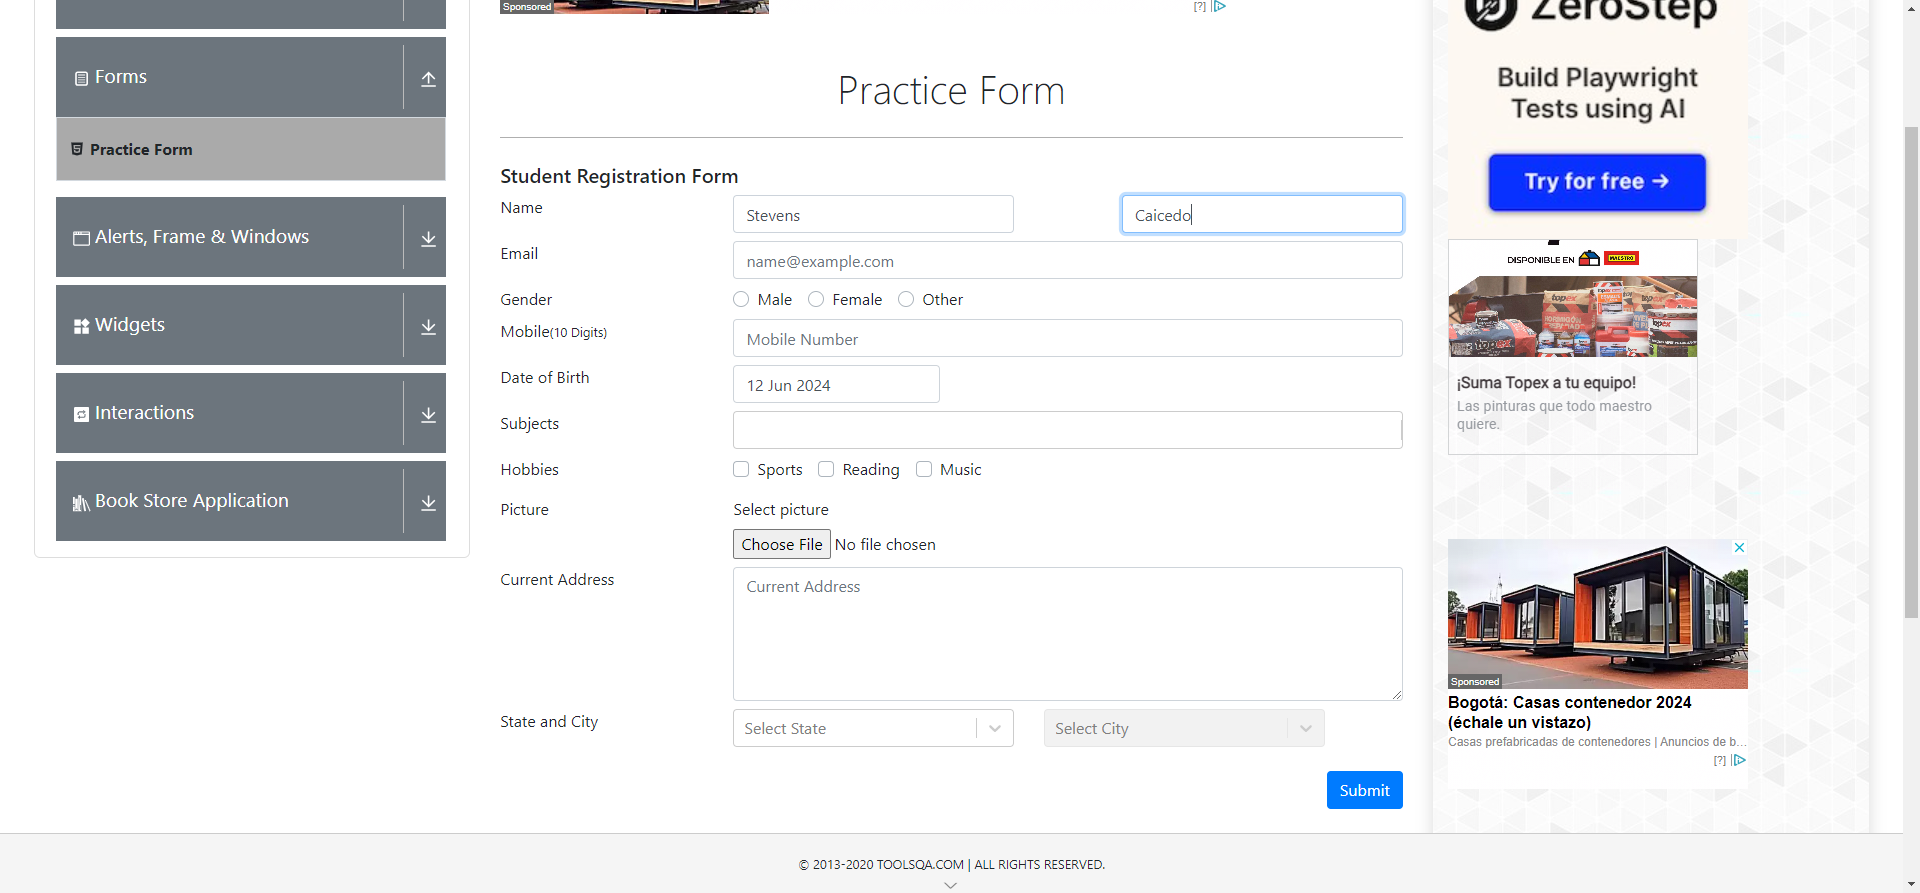 Sponsored
[?]
Forms
Practice Form
Alerts, Frame & Windows
Widgets
Interactions
Book Store Application
Practice Form
Student Registration Form
Name
Stevens
Caicedo
Email
name@example.com
Gender
Male
Female
Other
Mobile(10 Digits)
Mobile Number
Date of Birth
12 Jun 2024
Subjects
Hobbies
Sports
Reading
Music
Picture
Select picture
Choose File No file chosen
Current Address
Current Address
State and City
Select State
Select City
Submit
ZeroStep
Build Playwright
Tests using AI
Try for free →
DISPONIBLE EN
MAESTRO
topex
topex
topex
¡Suma Topex a tu equipo!
Las pinturas que todo maestro
quiere.
Sponsored
Bogotá: Casas contenedor 2024
(échale un vistazo)
Casas prefabricadas de contenedores | Anuncios de b...
[?]
© 2013-2020 TOOLSQA.COM | ALL RIGHTS RESERVED.